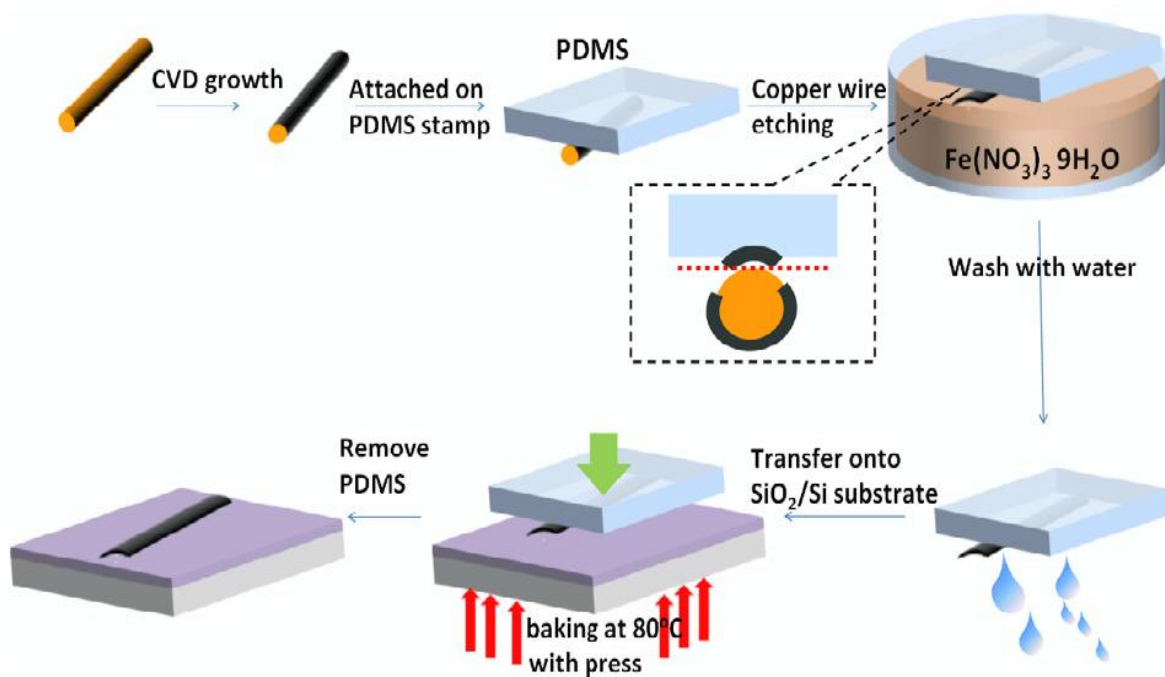 CVD growth
Attached on
PDMS stamp
PDMS
Copper wire
etching
Fe(NO₃)₃ 9H₂O
Wash with water
Transfer onto
SiO₂/Si substrate
baking at 80°C
with press
Remove
PDMS